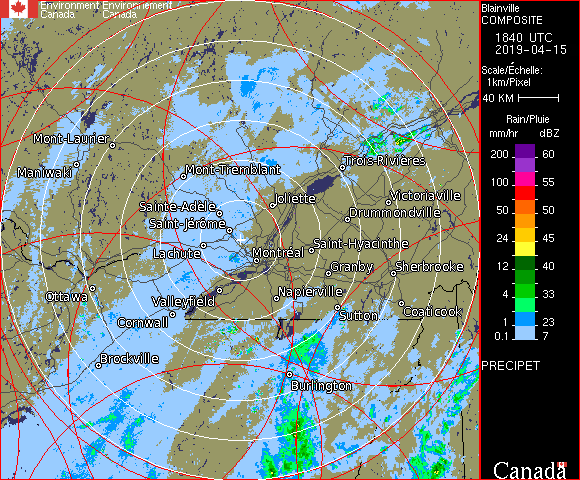 Environment Environnement
Canada Canada
Blainville
COMPOSITE
1840 UTC
2019-04-15
Scale/Échelle:
1km/Pixel
40 KM
Rain/Pluie
mm/hr dBZ
200 60
100 55
50 50
24 45
12 40
4 33
1 23
0.1 7
PRECIPET
Canada
Mont-Laurier
Maniwaki
Mont-Tremblant
Trois-Rivières
Sainte-Adèle
Joliette
Victoriaville
Drummondville
Saint-Jérôme
Lachute
Montréal
Saint-Hyacinthe
Granby
Sherbrooke
Ottawa
Valleyfield
Napierville
Cornwall
Sutton
Coaticook
Brockville
Burlington